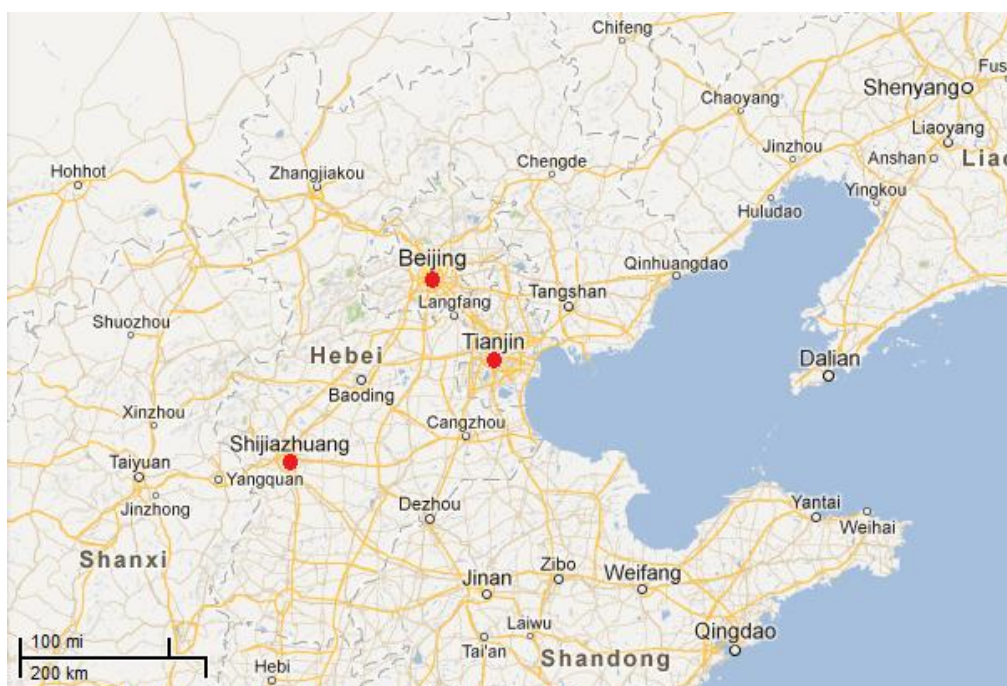 Chifeng
Fus
Shenyang
Chaoyang
Liaoyang
Jinzhou
Anshan
Liao
Hohhot
Zhangjiakou
Chengde
Yingkou
Huludao
Beijing
Qinhuangdao
Langfang
Tangshan
Shuozhou
Tianjin
Hebei
Dalian
Baoding
Xinzhou
Cangzhou
Shijiazhuang
Taiyuan
Yangquan
Jinzhong
Dezhou
Yantai
Weihai
Shanxi
Zibo
Weifang
Jinan
Laiwu
Qingdao
100 mi
Tai'an
Shandong
200 km
Hebi